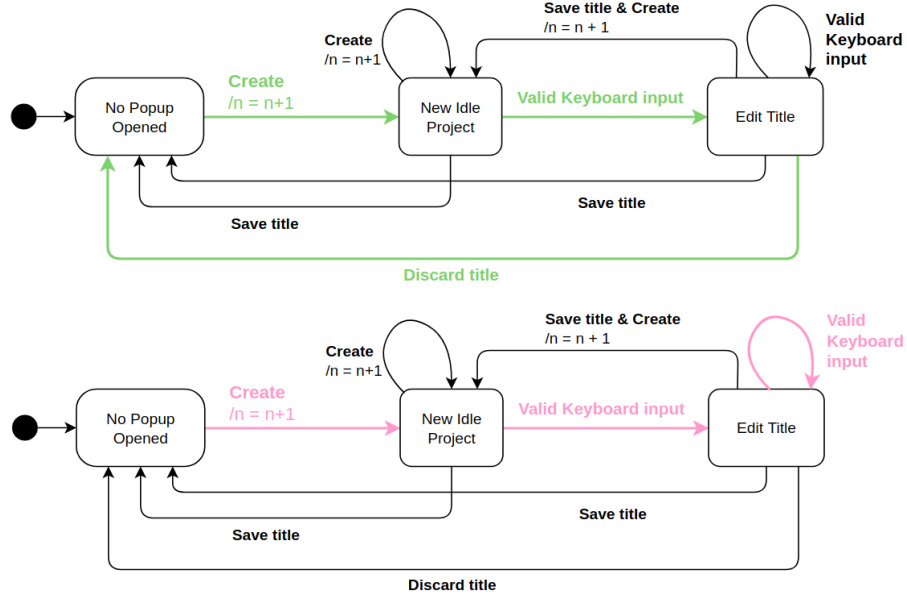 Save title & Create
/n = n + 1
Valid
Keyboard
input
Create
/n = n+1
Create
/n = n+1
No Popup
Opened
Valid Keyboard input
New Idle
Project
Edit Title
Save title
Save title
Discard title
Save title & Create
/n = n + 1
Valid
Keyboard
input
Create
/n = n+1
Create
/n = n+1
No Popup
Opened
Valid Keyboard input
New Idle
Project
Edit Title
Save title
Save title
Discard title